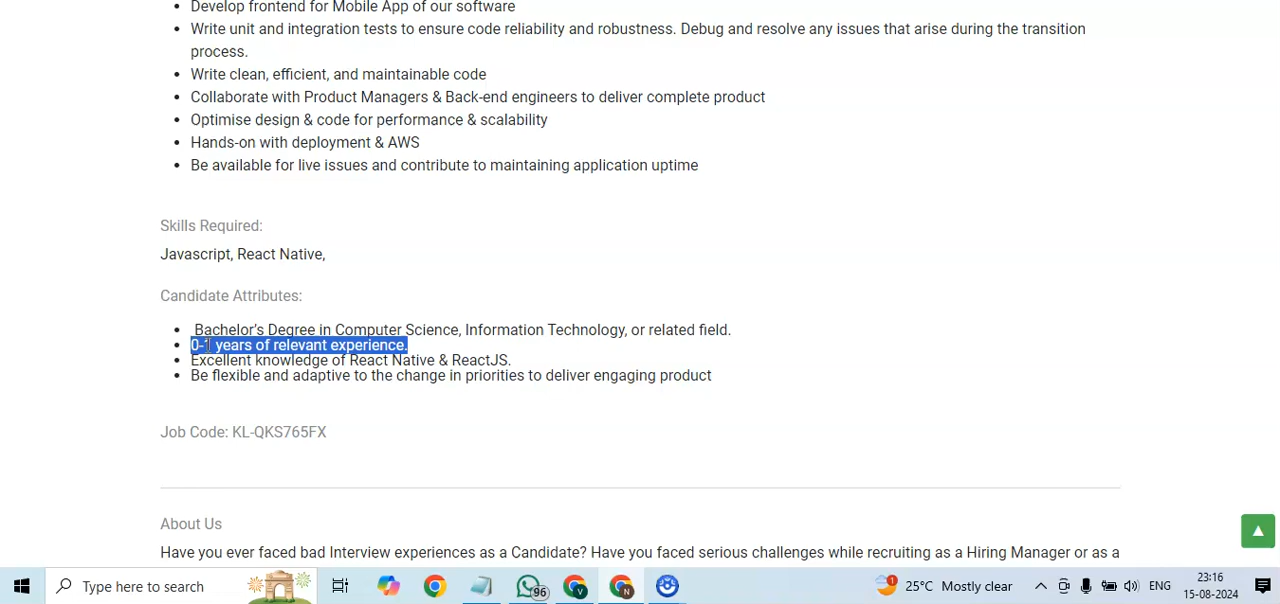 Develop frontend for Mobile App of our software
Write unit and integration tests to ensure code reliability and robustness. Debug and resolve any issues that arise during the transition
process.
Write clean, efficient, and maintainable code
Collaborate with Product Managers & Back-end engineers to deliver complete product
Optimise design & code for performance & scalability
Hands-on with deployment & AWS
Be available for live issues and contribute to maintaining application uptime
Skills Required:
Javascript, React Native,
Candidate Attributes:
Bachelor's Degree in Computer Science, Information Technology, or related field.
0-1 years of relevant experience.
Excellent knowledge of React Native & ReactJS.
Be flexible and adaptive to the change in priorities to deliver engaging product
Job Code: KL-QKS765FX
About Us
Have you ever faced bad Interview experiences as a Candidate? Have you faced serious challenges while recruiting as a Hiring Manager or as a
Type here to search
96
V
N
1
25°C Mostly clear
ENG
23:16
15-08-2024